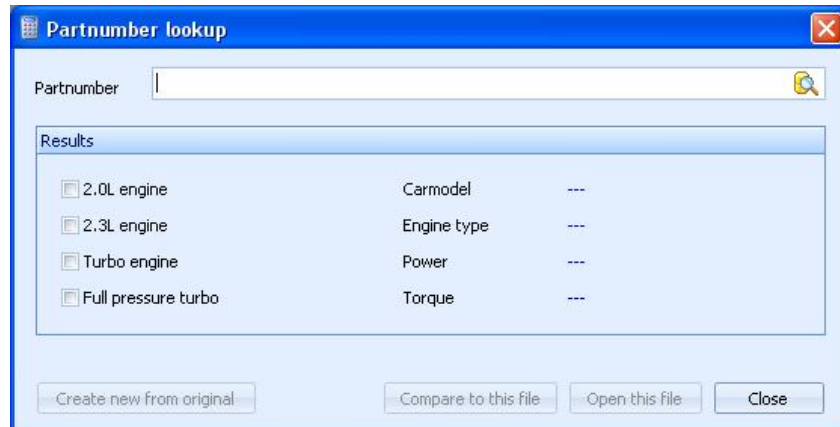 Partnumber lookup
Partnumber
Results
2.0L engine Carmodel ---
2.3L engine Engine type ---
Turbo engine Power ---
Full pressure turbo Torque ---
Create new from original Compare to this file Open this file Close